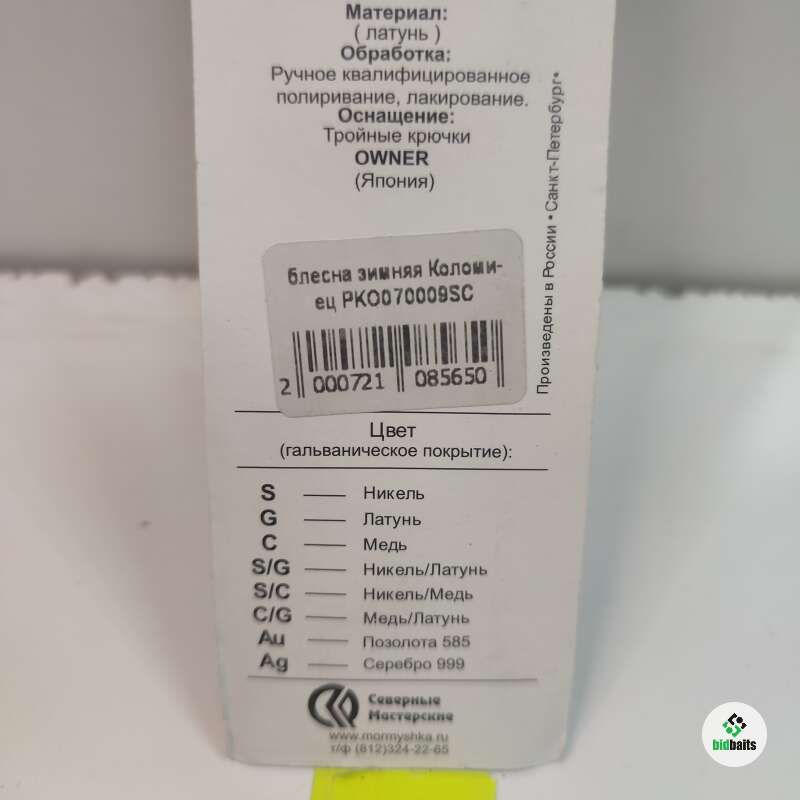 Материал:
( латунь )
Обработка:
Ручное квалифицированное
полиривание, лакирование.
Оснащение:
Тройные крючки
OWNER
(Япония)
Произведены в России • Санкт-Петербург•
блесна зимняя Коломи-
ец PKO070009SC
2 000721 085650
Цвет
(гальваническое покрытие):
S — Никель
G — Латунь
C — Медь
S/G — Никель/Латунь
S/C — Никель/Медь
C/G — Медь/Латунь
Au — Позолота 585
Ag — Серебро 999
Северные
Мастерские
www.mormyshka.ru
т/ф (812)324-22-65
bidbaits